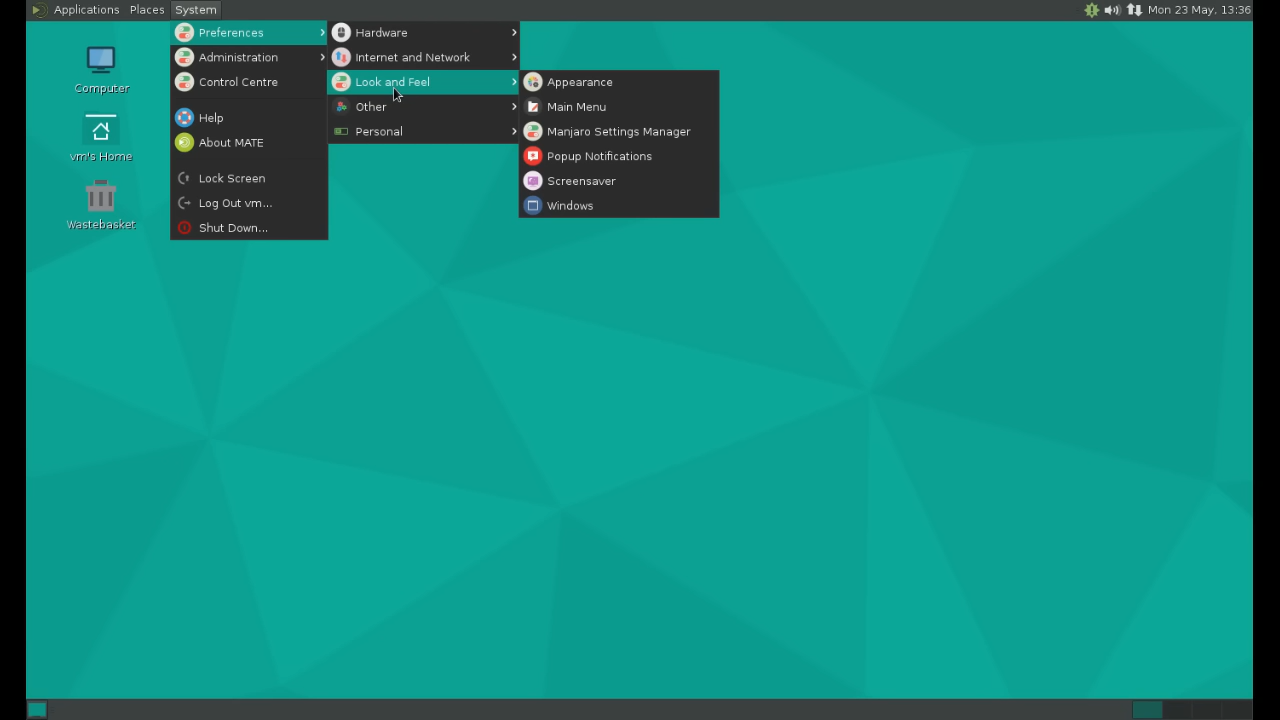 Applications Places System
Mon 23 May, 13:36
Preferences
Administration
Control Centre
Help
About MATE
Lock Screen
Log Out vm...
Shut Down...
Hardware
Internet and Network
Look and Feel
Other
Personal
Appearance
Main Menu
Manjaro Settings Manager
Popup Notifications
Screensaver
Windows
Computer
vm's Home
Wastebasket